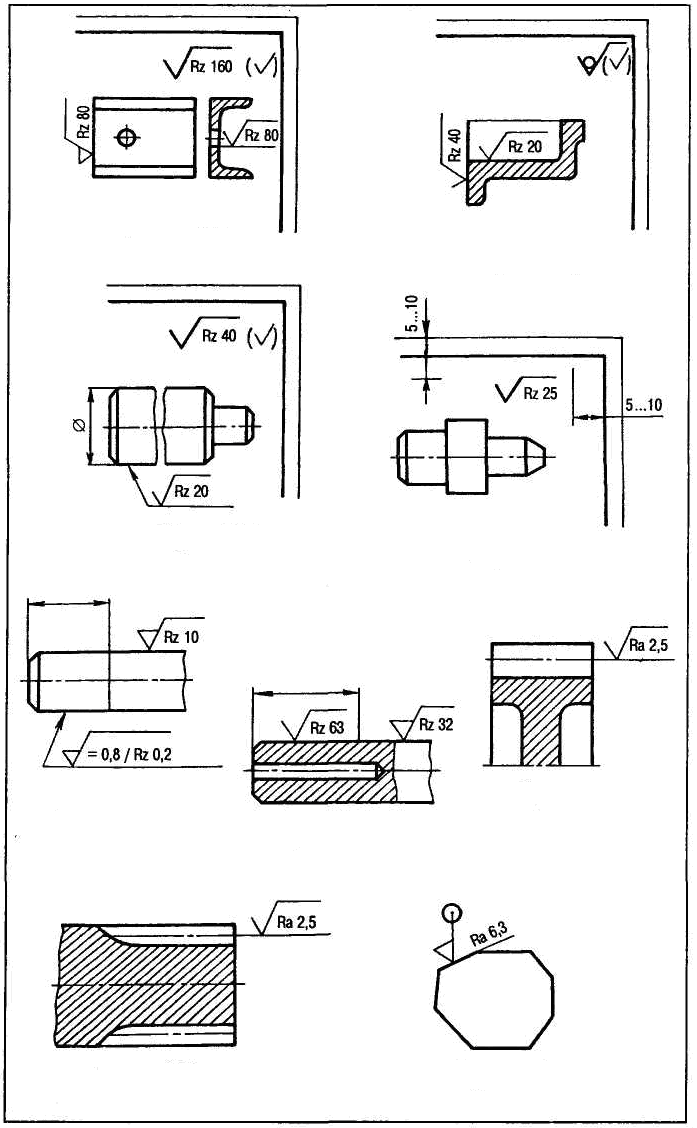 Rz 160 (√)
Rz 80
Rz 80
(√)
Rz 40
Rz 20
Rz 40 (√)
Ø
Rz 20
5...10
Rz 25
5...10
Rz 10
= 0,8 / Rz 0,2
Rz 63
Rz 32
Ra 2,5
Ra 2,5
Ra 6,3